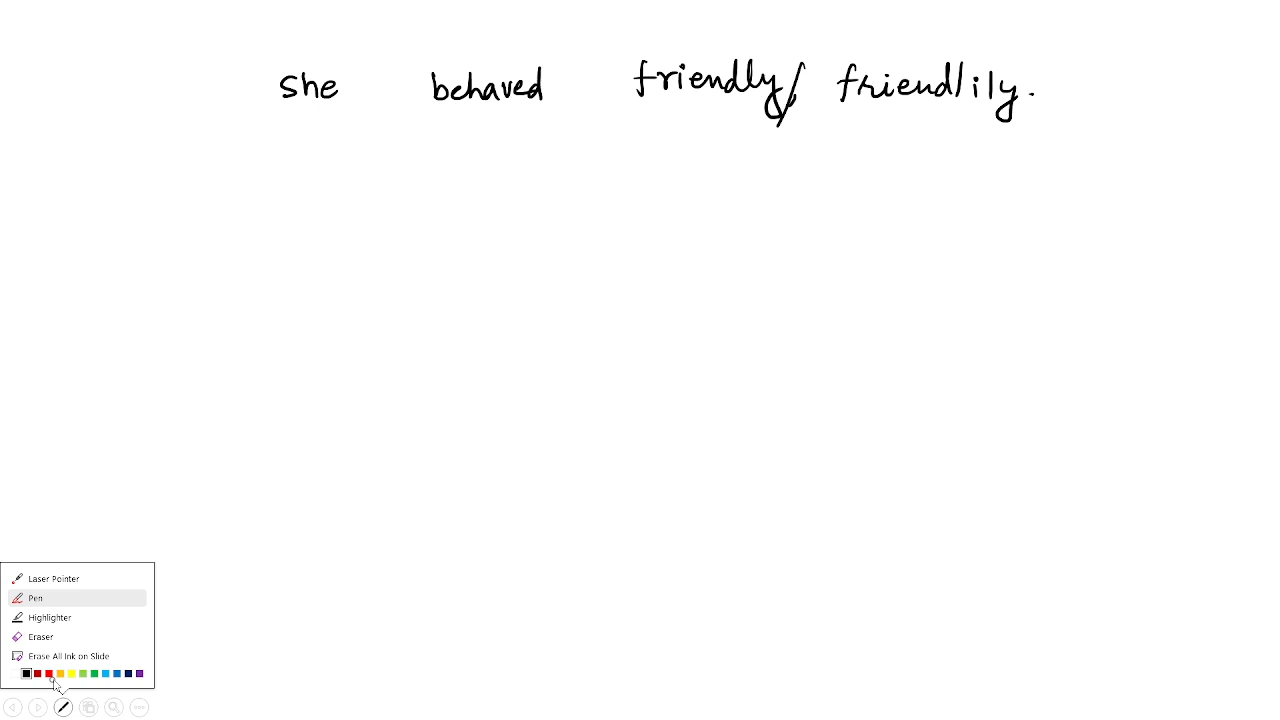 She behaved friendly/ friendlily.
Laser Pointer
Pen
Highlighter
Eraser
Erase All Ink on Slide